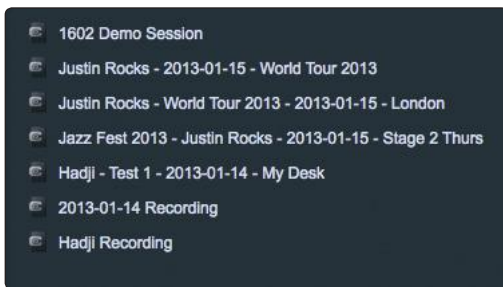 1602 Demo Session
Justin Rocks - 2013-01-15 - World Tour 2013
Justin Rocks - World Tour 2013 - 2013-01-15 - London
Jazz Fest 2013 - Justin Rocks - 2013-01-15 - Stage 2 Thurs
Hadji - Test 1 - 2013-01-14 - My Desk
2013-01-14 Recording
Hadji Recording